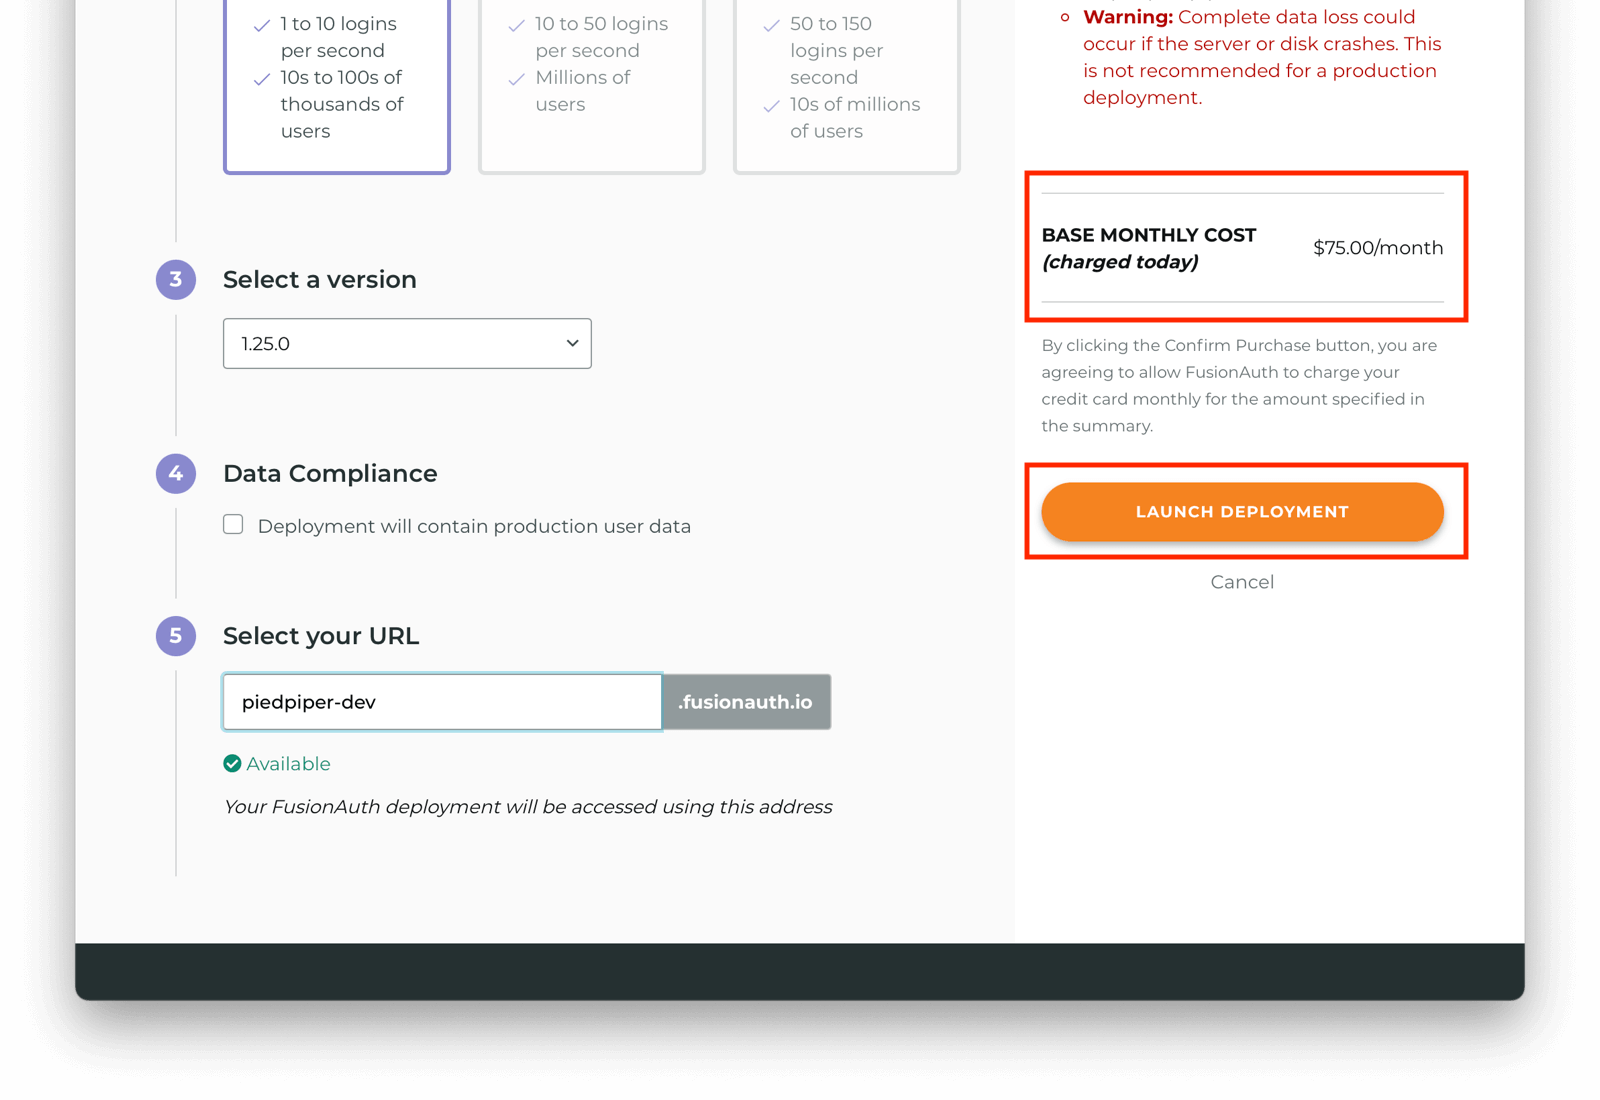 1 to 10 logins
per second
10s to 100s of
thousands of
users
10 to 50 logins
per second
Millions of
users
50 to 150
logins per
second
10s of millions
of users
3
Select a version
1.25.0
4
Data Compliance
Deployment will contain production user data
5
Select your URL
piedpiper-dev
.fusionauth.io
Available
Your FusionAuth deployment will be accessed using this address
Warning: Complete data loss could
occur if the server or disk crashes. This
is not recommended for a production
deployment.
BASE MONTHLY COST
(charged today)
$75.00/month
By clicking the Confirm Purchase button, you are
agreeing to allow FusionAuth to charge your
credit card monthly for the amount specified in
the summary.
LAUNCH DEPLOYMENT
Cancel